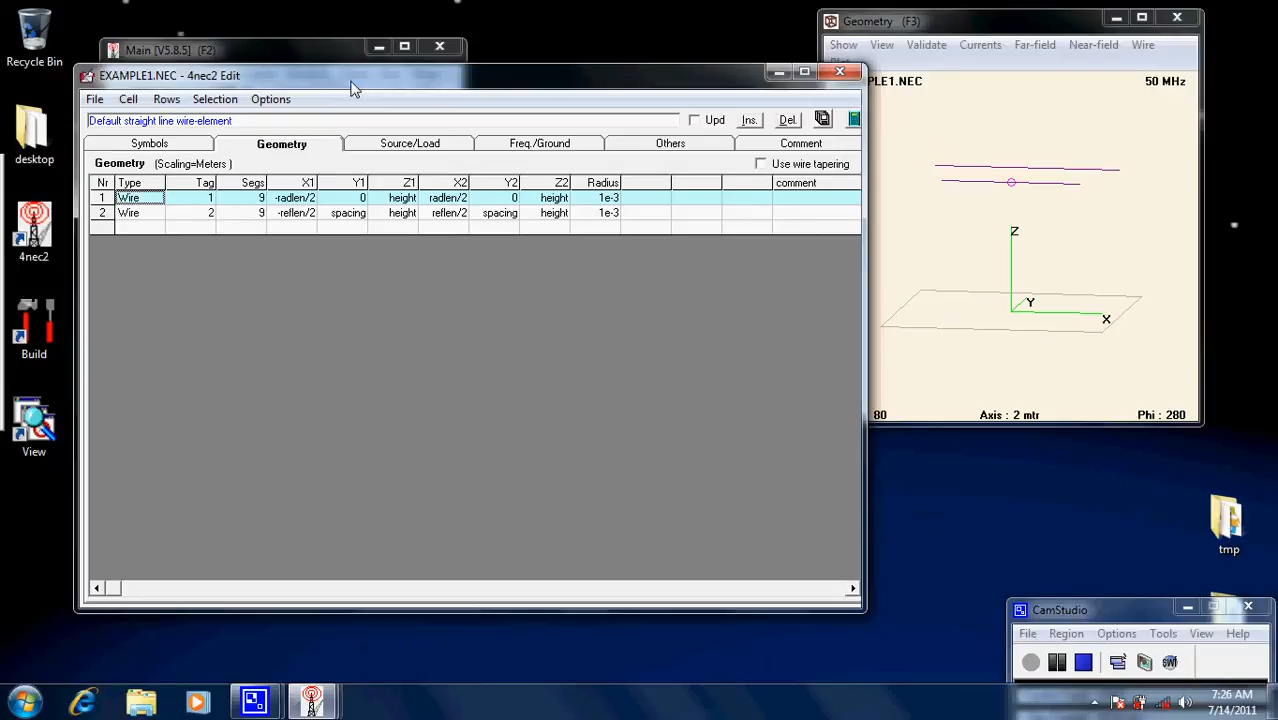 Recycle Bin
desktop
4nec2
Build
View
Main [V5.8.5] (F2)
EXAMPLE1.NEC - 4nec2 Edit
File Cell Rows Selection Options
Default straight line wire-element
Upd Ins. Del.
Symbols Geometry Source/Load Freq./Ground Others Comment
Geometry (Scaling=Meters ) Use wire tapering
Nr Type Tag Segs X1 Y1 Z1 X2 Y2 Z2 Radius comment
1 Wire 1 9 -radlen/2 0 height radlen/2 0 height 1e-3
2 Wire 2 9 -reflen/2 spacing height reflen/2 spacing height 1e-3
Geometry (F3)
Show View Validate Currents Far-field Near-field Wire
PLE1.NEC 50 MHz
Z
Y
X
80 Axis : 2 mtr Phi : 280
tmp
CamStudio
File Region Options Tools View Help
SWF
7:26 AM
7/14/2011